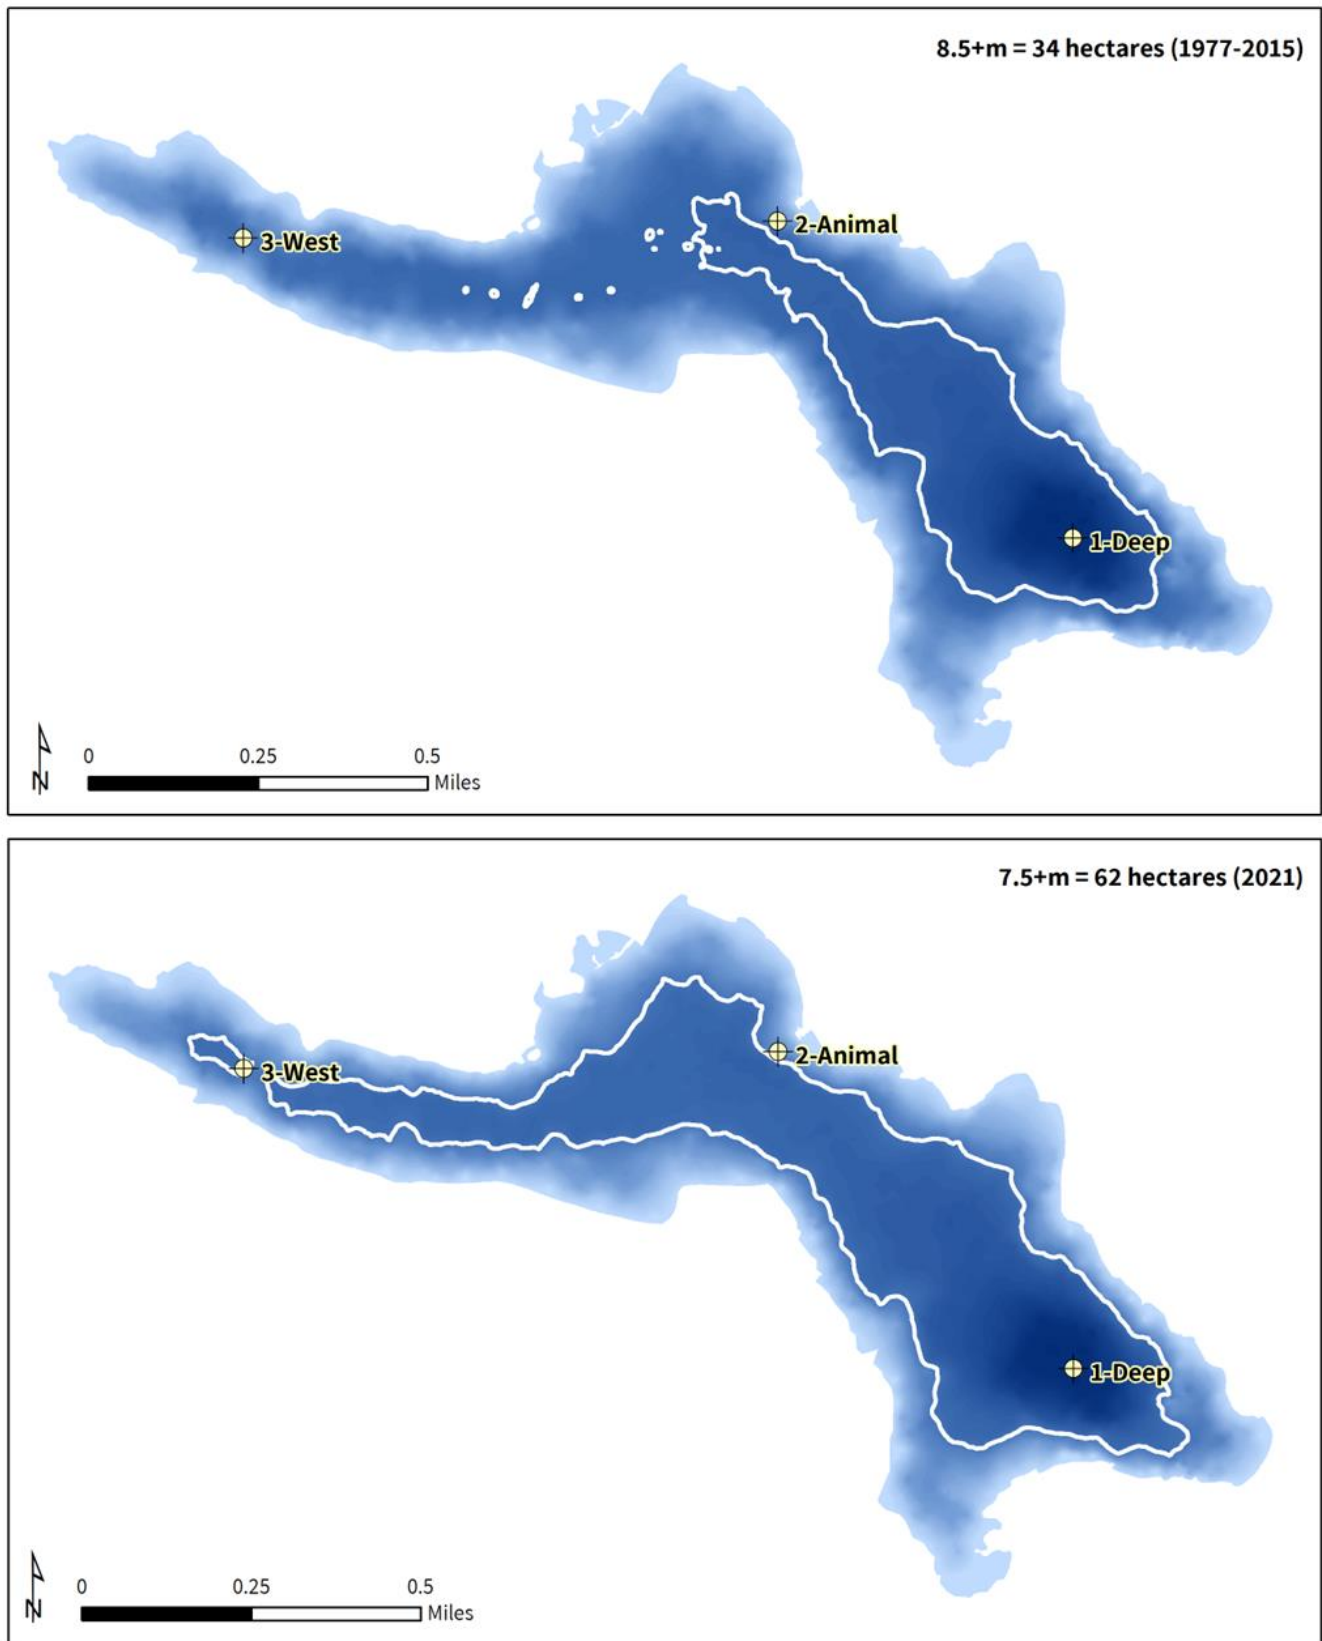 8.5+m = 34 hectares (1977-2015)
2-Animal
3-West
1-Deep
N
0 0.25 0.5
Miles
7.5+m = 62 hectares (2021)
2-Animal
3-West
1-Deep
N
0 0.25 0.5
Miles